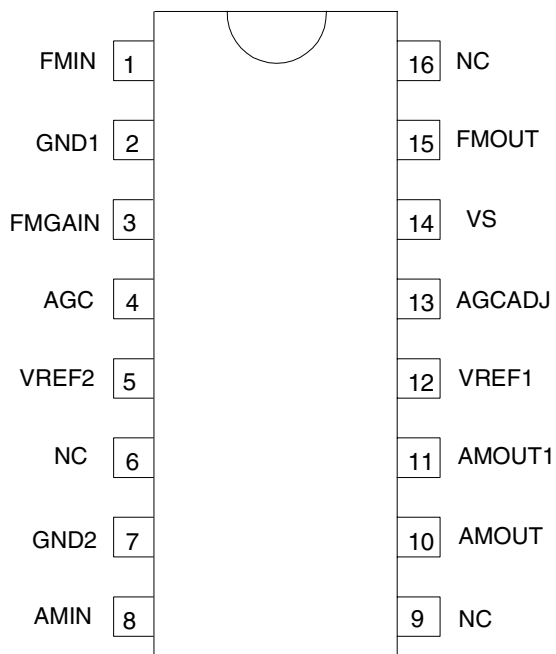 FMIN 1 16 NC
GND1 2 15 FMOUT
FMGAIN 3 14 VS
AGC 4 13 AGCADJ
VREF2 5 12 VREF1
NC 6 11 AMOUT1
GND2 7 10 AMOUT
AMIN 8 9 NC